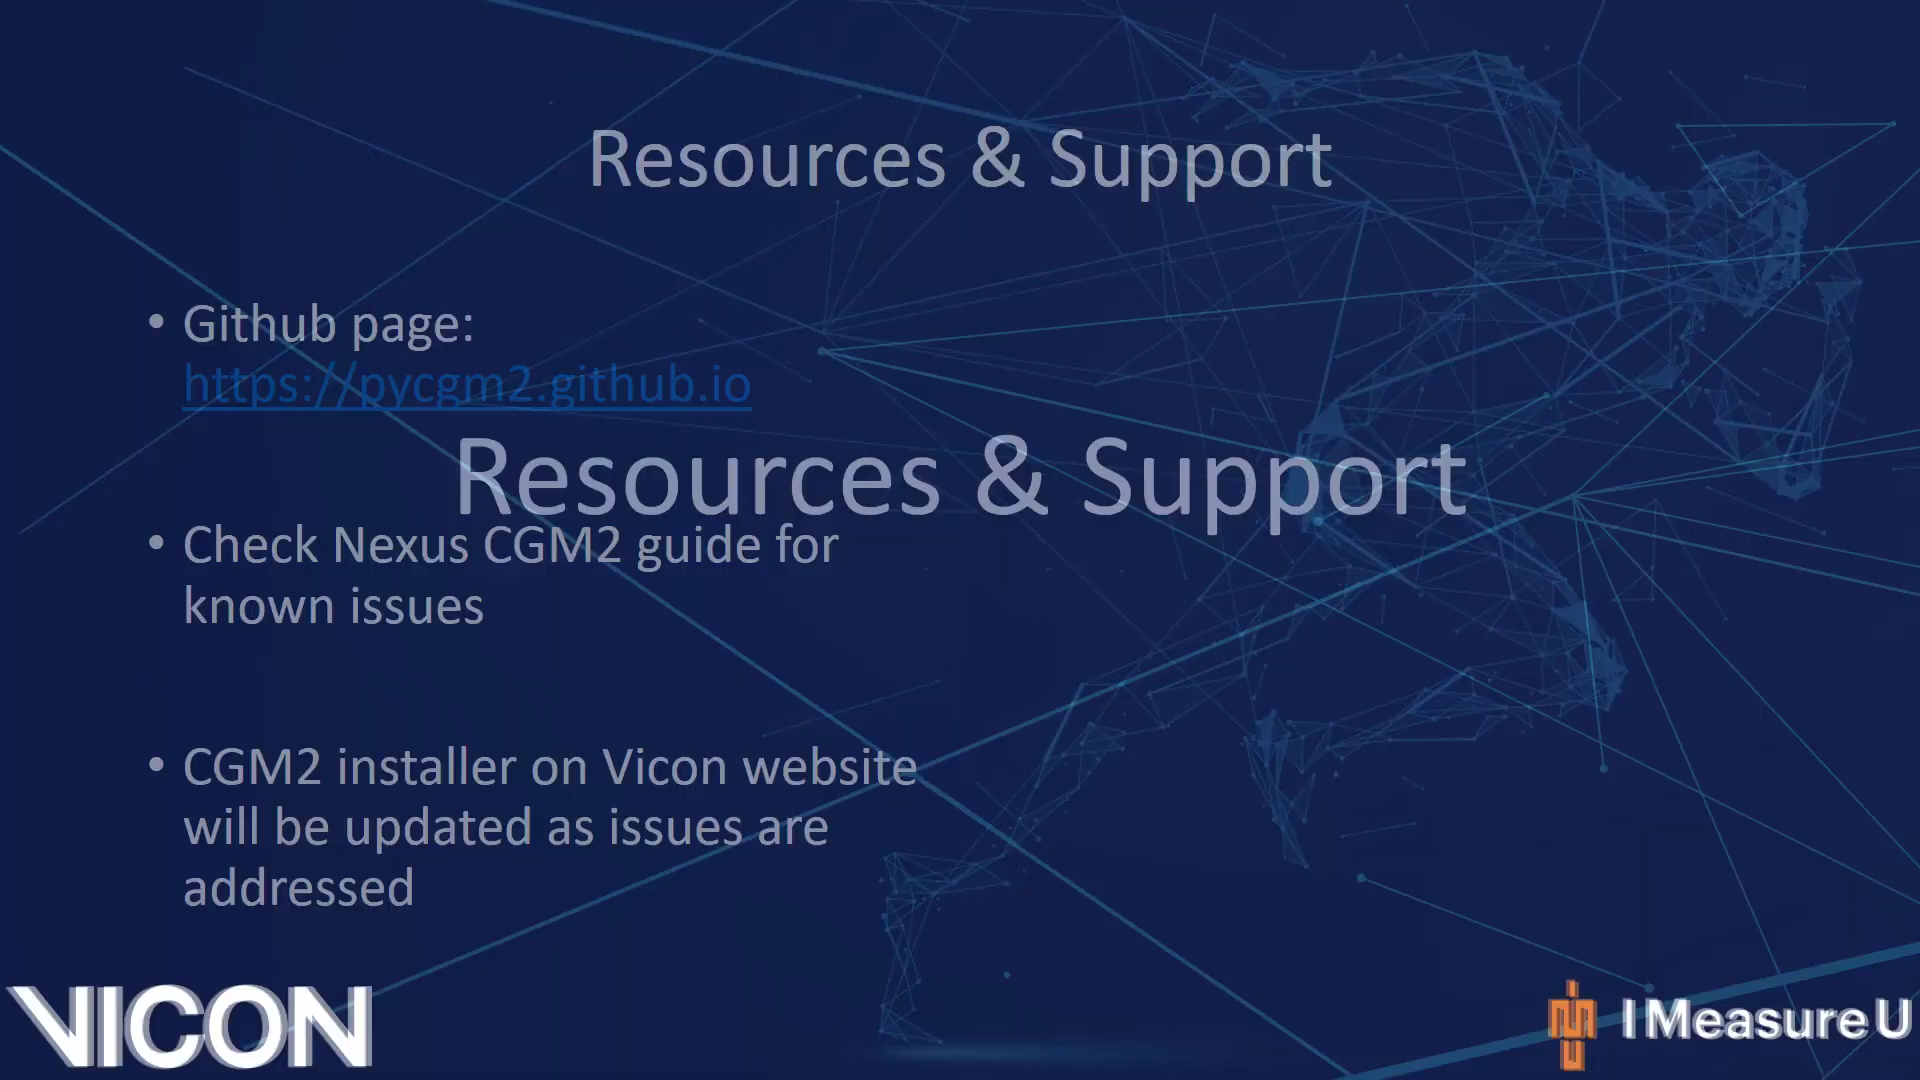 Resources & Support
• Github page:
https://pycgm2.github.io
Resources & Support
• Check Nexus CGM2 guide for
known issues
• CGM2 installer on Vicon website
will be updated as issues are
addressed
VICON
I MeasureU